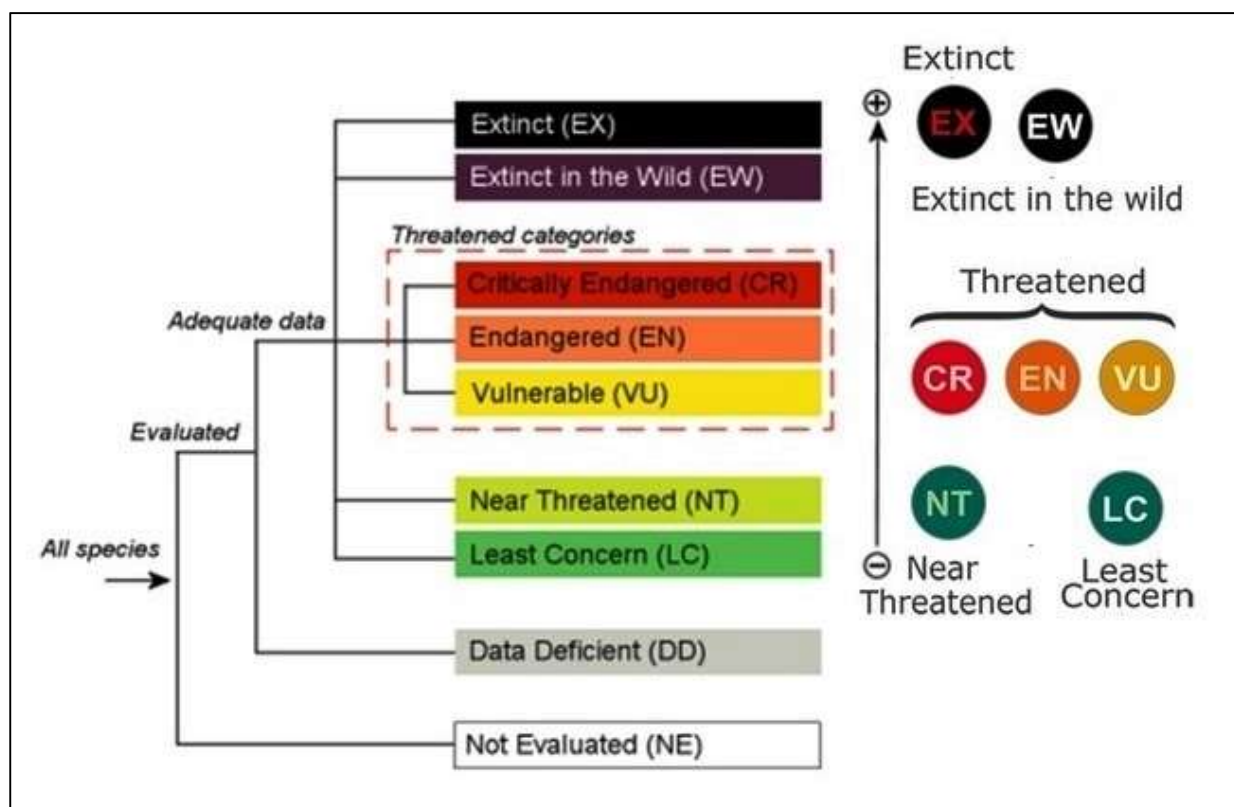 Extinct (EX)
Extinct in the Wild (EW)
Threatened categories
Critically Endangered (CR)
Adequate data
Endangered (EN)
Vulnerable (VU)
Evaluated
Near Threatened (NT)
All species
Least Concern (LC)
Data Deficient (DD)
Not Evaluated (NE)
Extinct
+
EX EW
Extinct in the wild
Threatened
CR EN VU
NT LC
-
Near
Threatened
Least
Concern